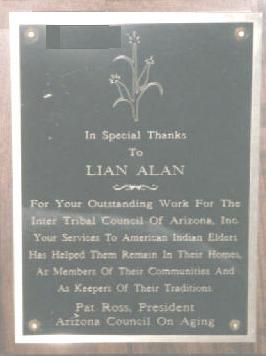 In Special Thanks
To
LIAN ALAN
For Your Outstanding Work For The
Inter Tribal Council Of Arizona, Inc.
Your Services To American Indian Elders
Has Helped Them Remain In Their Homes,
As Members Of Their Communities And
As Keepers Of Their Traditions.
Pat Ross, President
Arizona Council On Aging